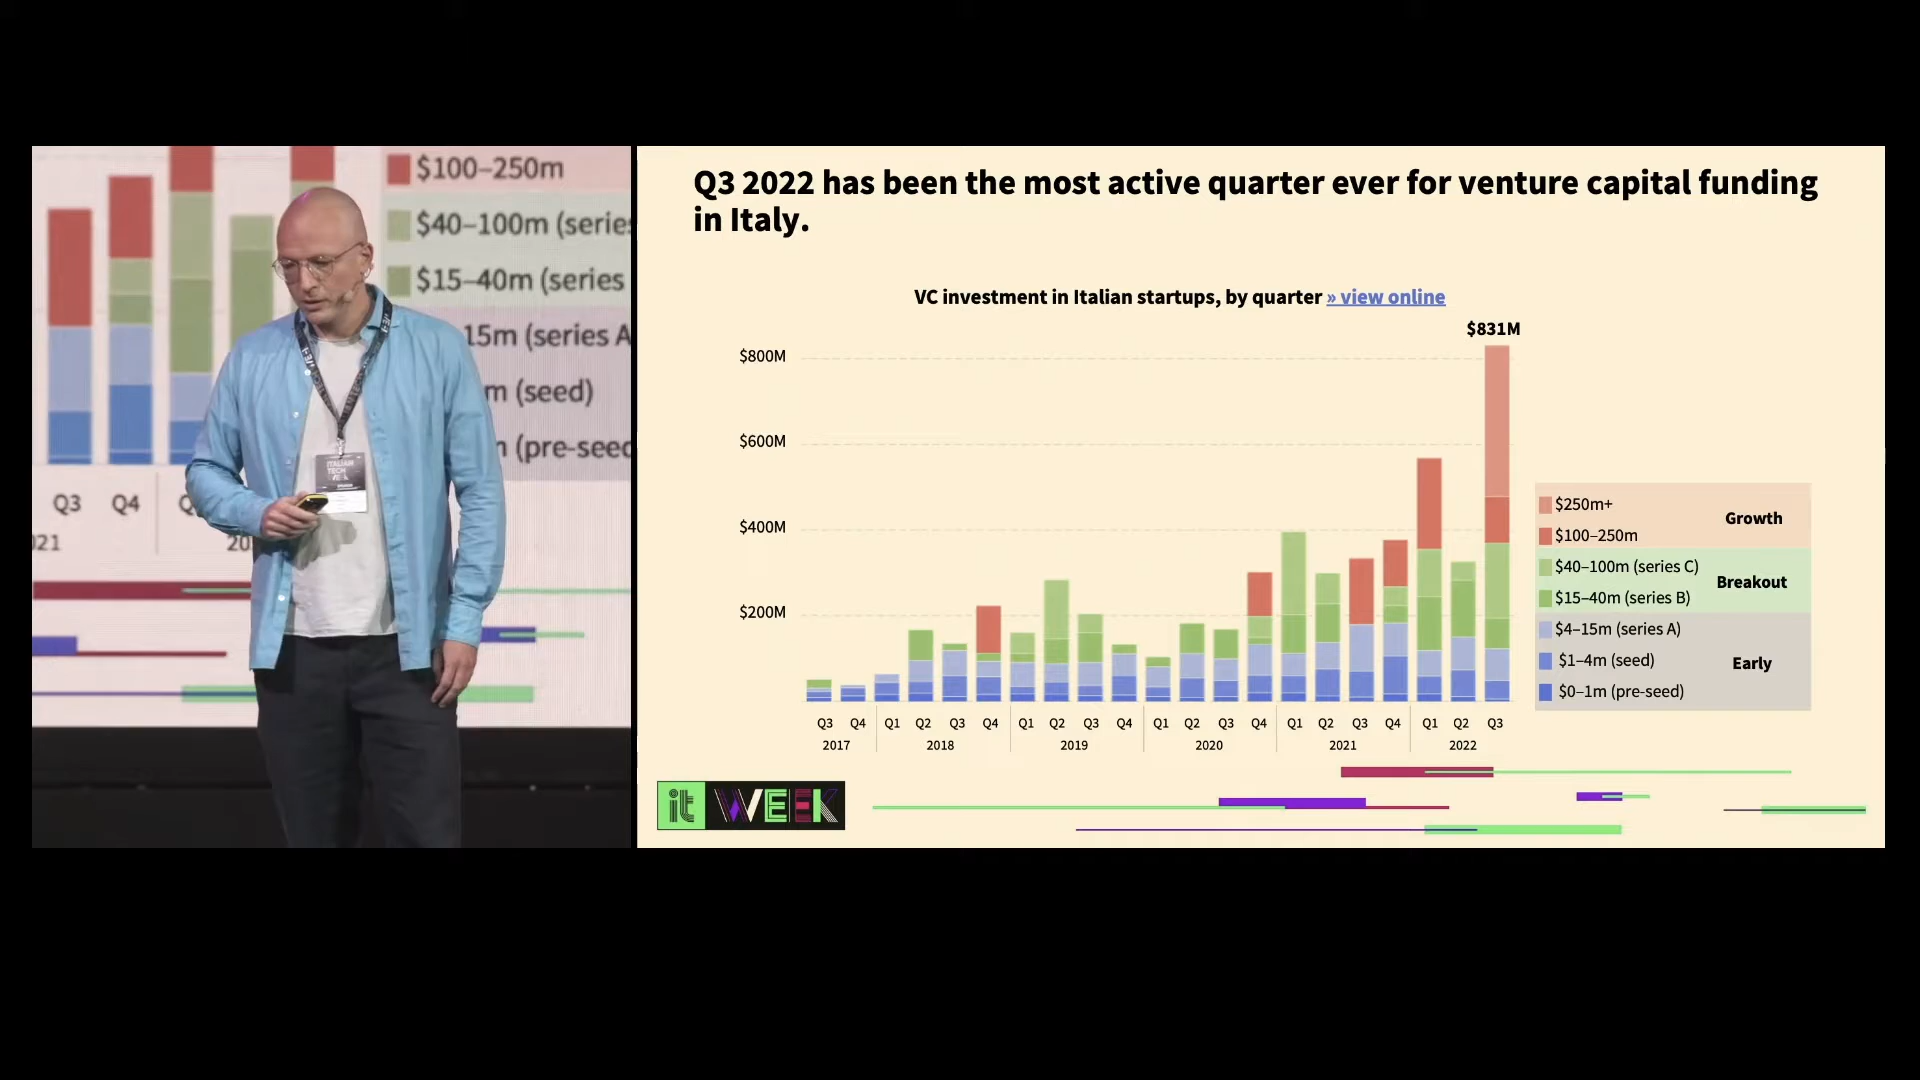 $100–250m
$40–100m (series
$15–40m (series
15m (series A
m (seed)
(pre-seed
Q3 Q4
20
ITALIAN
TECH
WEEK
Q3 2022 has been the most active quarter ever for venture capital funding
in Italy.
VC investment in Italian startups, by quarter » view online
$831M
$800M
$600M
$400M
$200M
Q3 Q4 Q1 Q2 Q3 Q4 Q1 Q2 Q3 Q4 Q1 Q2 Q3 Q4 Q1 Q2 Q3 Q4 Q1 Q2 Q3
2017 2018 2019 2020 2021 2022
$250m+
$100–250m
Growth
$40–100m (series C)
$15–40m (series B)
Breakout
$4–15m (series A)
$1–4m (seed)
$0–1m (pre-seed)
Early
it WEEK